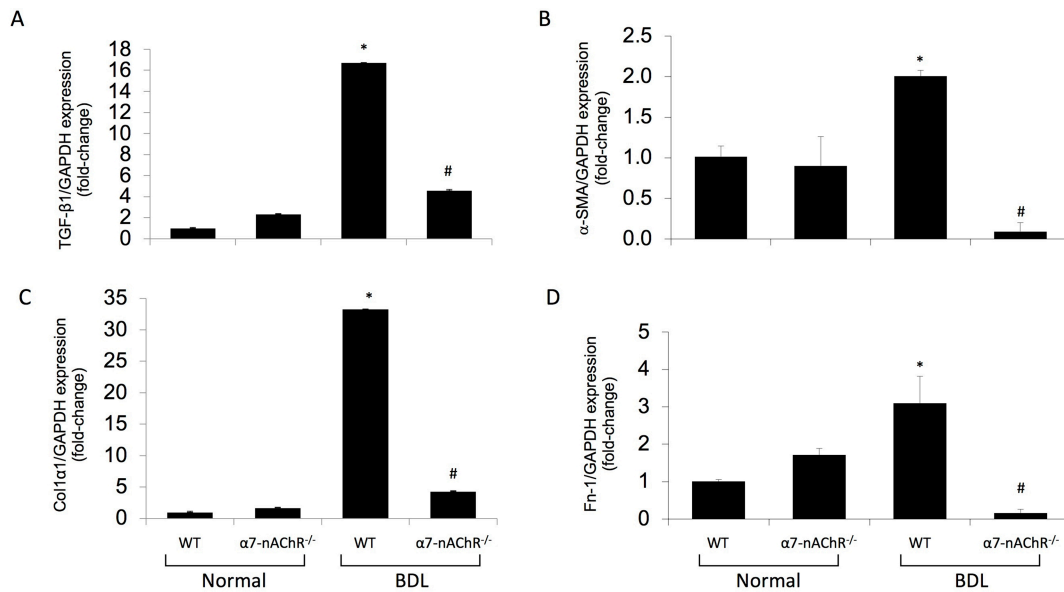 A
TGF-β1/GAPDH expression
(fold-change)
18
16
14
12
10
8
6
4
2
0
*
#
B
α-SMA/GAPDH expression
(fold-change)
2.5
2.0
1.5
1.0
0.5
0.0
*
#
C
Col1α1/GAPDH expression
(fold-change)
35
30
25
20
15
10
5
0
*
#
WT
α7-nAChR-/-
WT
α7-nAChR-/-
Normal
BDL
D
Fn-1/GAPDH expression
(fold-change)
5
4
3
2
1
0
*
#
WT
α7-nAChR-/-
WT
α7-nAChR-/-
Normal
BDL